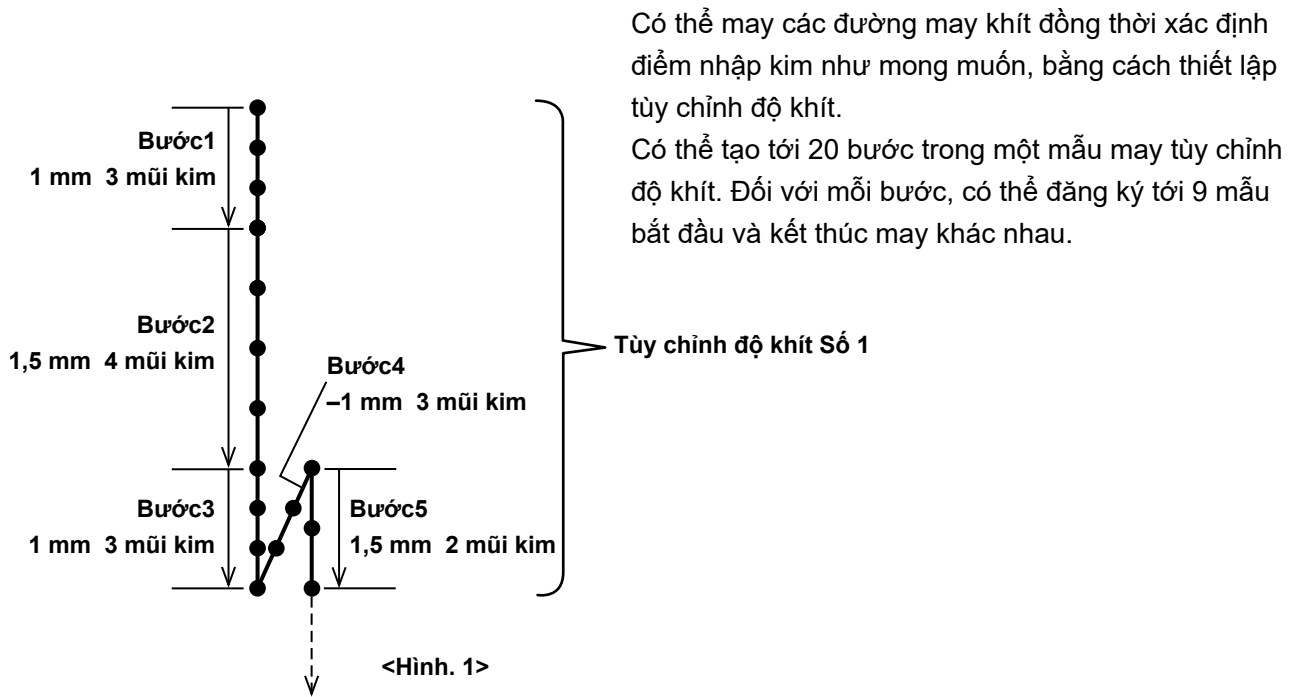 Có thể may các đường may khít đồng thời xác định
điểm nhập kim như mong muốn, bằng cách thiết lập
tùy chỉnh độ khít.
Có thể tạo tới 20 bước trong một mẫu may tùy chỉnh
độ khít. Đối với mỗi bước, có thể đăng ký tới 9 mẫu
bắt đầu và kết thúc may khác nhau.
Bước1
1 mm 3 mũi kim
Bước2
1,5 mm 4 mũi kim
Bước3
1 mm 3 mũi kim
Bước4
–1 mm 3 mũi kim
Bước5
1,5 mm 2 mũi kim
Tùy chỉnh độ khít Số 1
<Hình. 1>